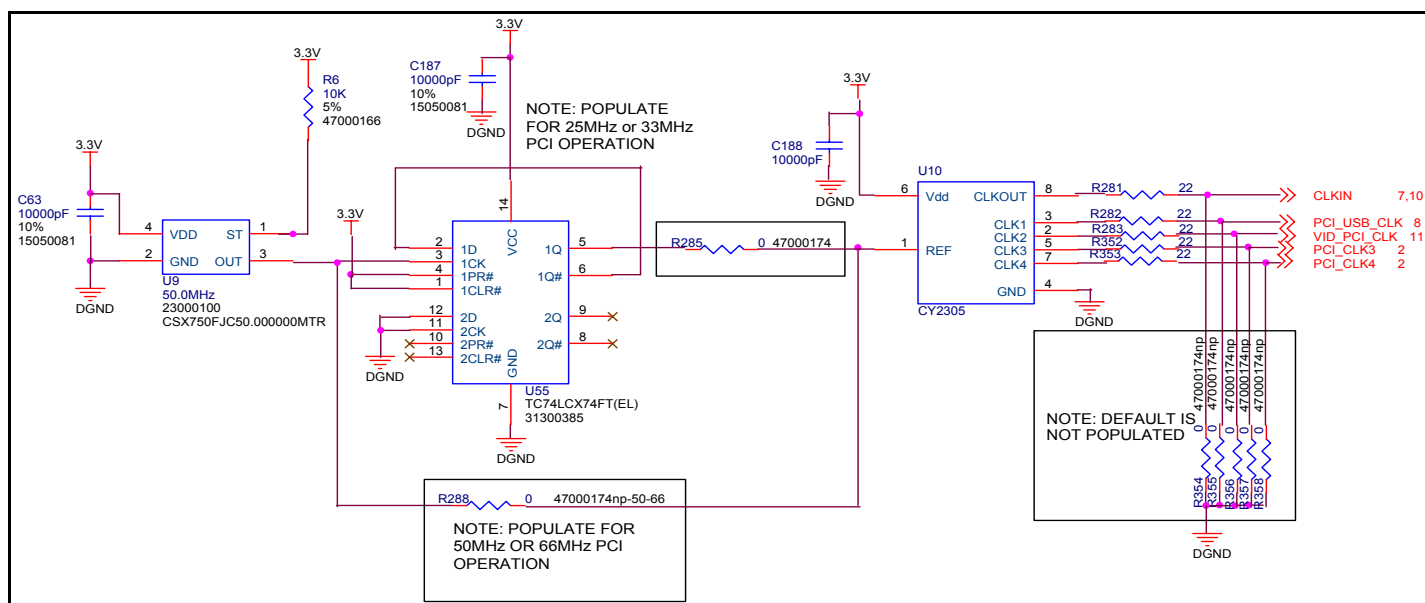 3.3V
R6
10K
5%
47000166
3.3V
C63
10000pF
10%
15050081
DGND
4 VDD ST 1
2 GND OUT 3
U9
50.0MHz
23000100
CSX750FJC50.000000MTR
3.3V
C187
10000pF
10%
15050081
DGND
NOTE: POPULATE
FOR 25MHz or 33MHz
PCI OPERATION
3.3V
14
VCC
2 1D 1Q 5
3 1CK
4 1PR# 1Q# 6
1 1CLR#
12 2D 2Q 9
11 2CK
10 2PR# 2Q# 8
13 2CLR#
GND
7
DGND
U55
TC74LCX74FT(EL)
31300385
DGND
R285 0 47000174
R288 0 47000174np-50-66
NOTE: POPULATE FOR
50MHz OR 66MHz PCI
OPERATION
3.3V
C188
10000pF
DGND
U10
6 Vdd CLKOUT 8
CLK1 3
CLK2 2
1 REF CLK3 5
CLK4 7
GND 4
CY2305
DGND
R281 22 CLKIN 7,10
R282 22 PCI_USB_CLK 8
R283 22 VID_PCI_CLK 11
R352 22 PCI_CLK3 2
R353 22 PCI_CLK4 2
NOTE: DEFAULT IS
NOT POPULATED
R354 0 47000174np
R355 0 47000174np
R356 0 47000174np
R357 0 47000174np
R358 0 47000174np
DGND